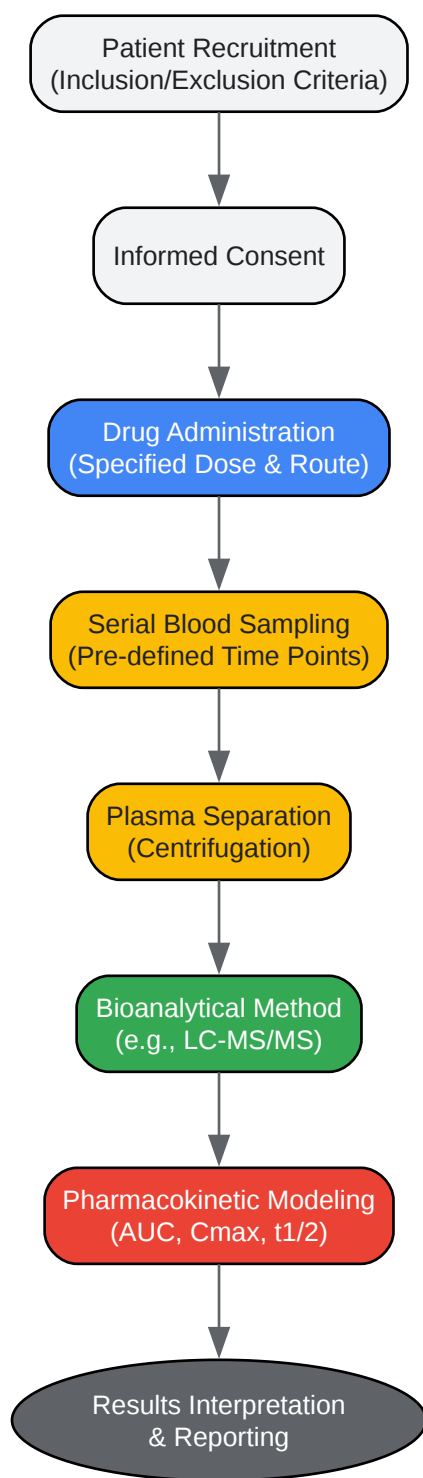 Patient Recruitment
(Inclusion/Exclusion Criteria)
Informed Consent
Drug Administration
(Specified Dose & Route)
Serial Blood Sampling
(Pre-defined Time Points)
Plasma Separation
(Centrifugation)
Bioanalytical Method
(e.g., LC-MS/MS)
Pharmacokinetic Modeling
(AUC, Cmax, t1/2)
Results Interpretation
& Reporting